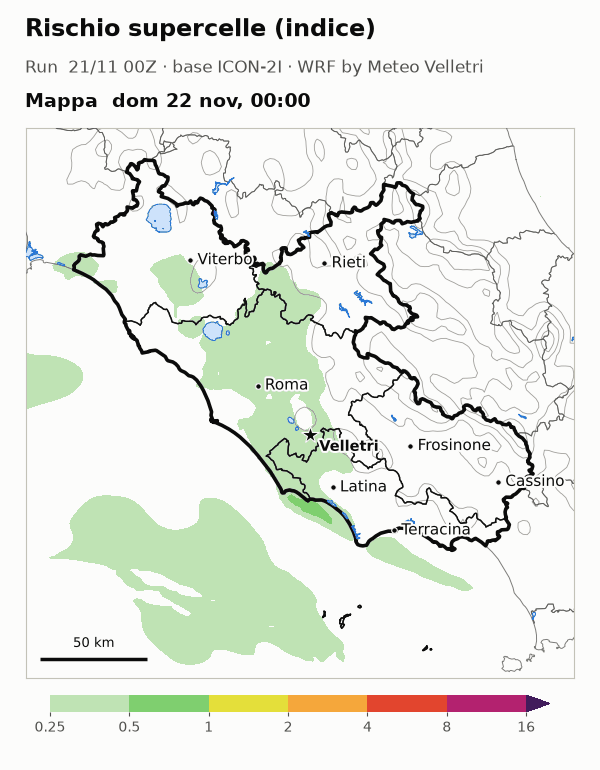 Rischio supercelle (indice)
Run  21/11 00Z · base ICON-2I · WRF by Meteo Velletri
Mappa  dom 22 nov, 00:00
Viterbo
Rieti
Roma
Velletri
Frosinone
Cassino
Latina
Terracina
50 km
0.25 0.5 1 2 4 8 16